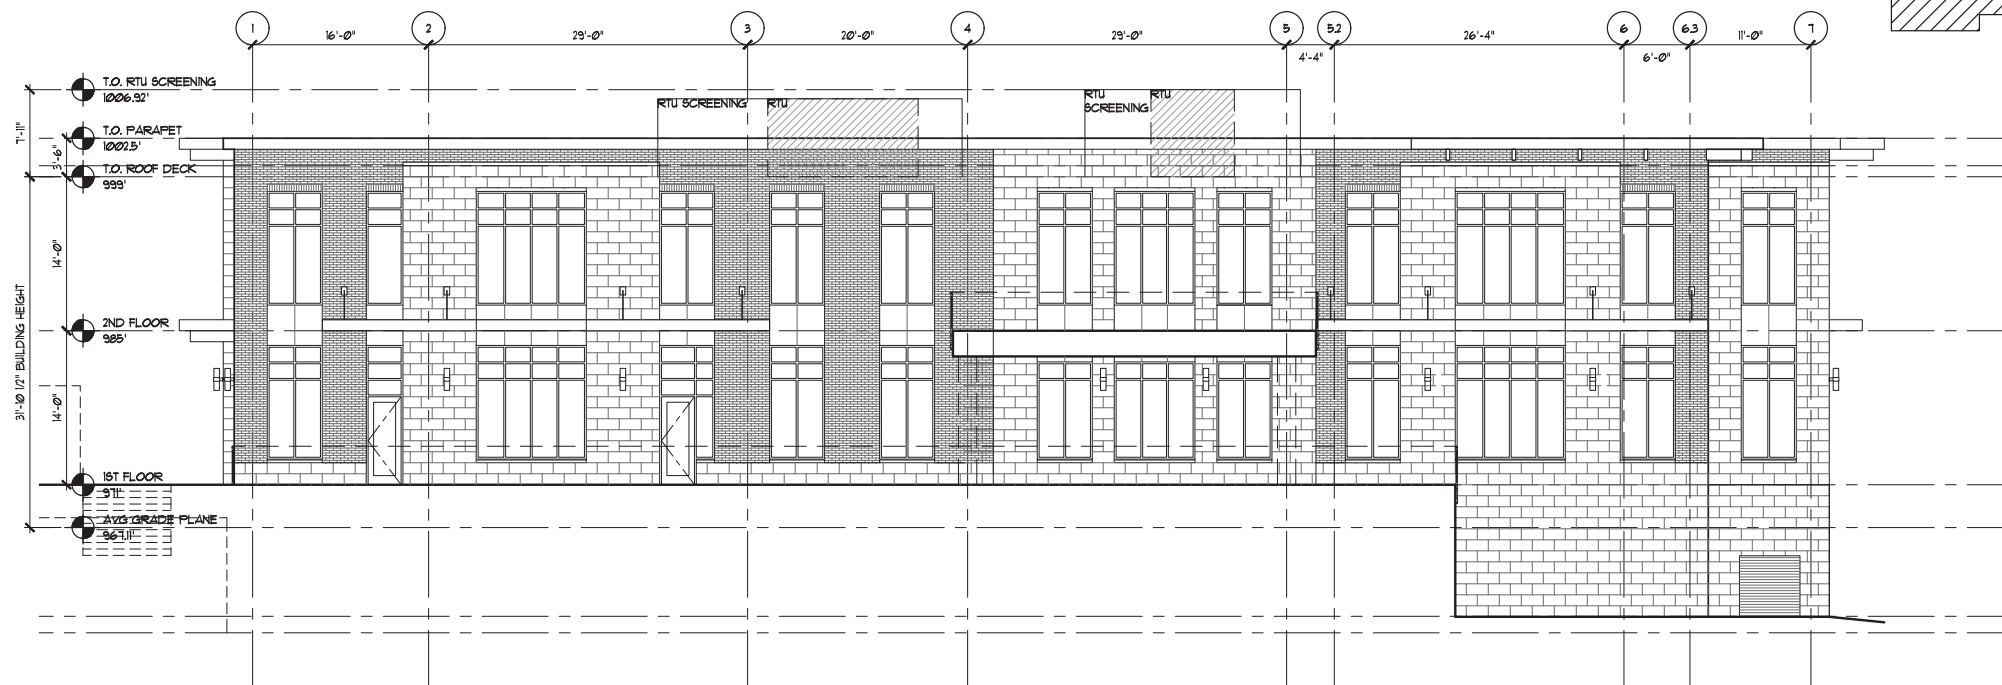 1 2 3 4 5 5.2 6 6.3 7
16'-0" 29'-0" 20'-0" 29'-0" 26'-4" 11'-0"
4'-4" 6'-0"
T.O. RTU SCREENING
1006.92'
RTU SCREENING RTU
RTU
SCREENING
RTU
T.O. PARAPET
1002.5'
T.O. ROOF DECK
999'
7'-11"
3'-6"
14'-0"
2ND FLOOR
985'
31'-10 1/2" BUILDING HEIGHT
14'-0"
1ST FLOOR
971'
AVG GRADE PLANE
967.11'